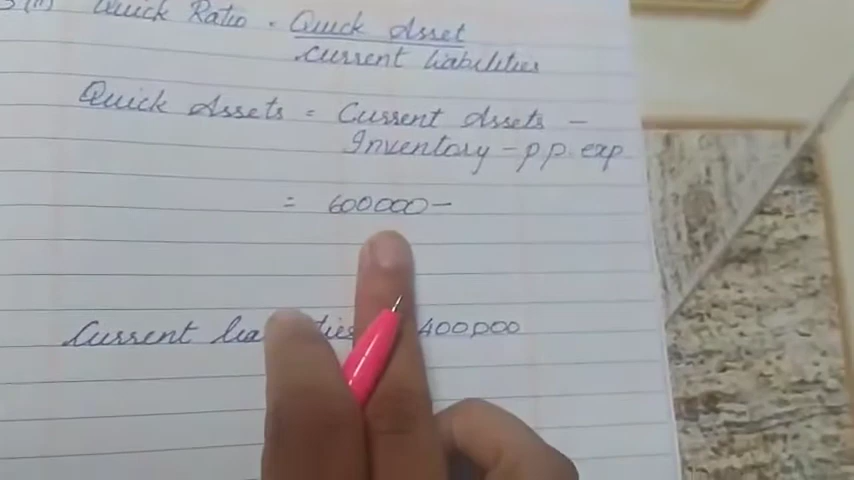 Quick Ratio = Quick Asset
Current liabilities
Quick Assets = Current Assets -
Inventory - p.p. exp
= 600000 -
Current 400000